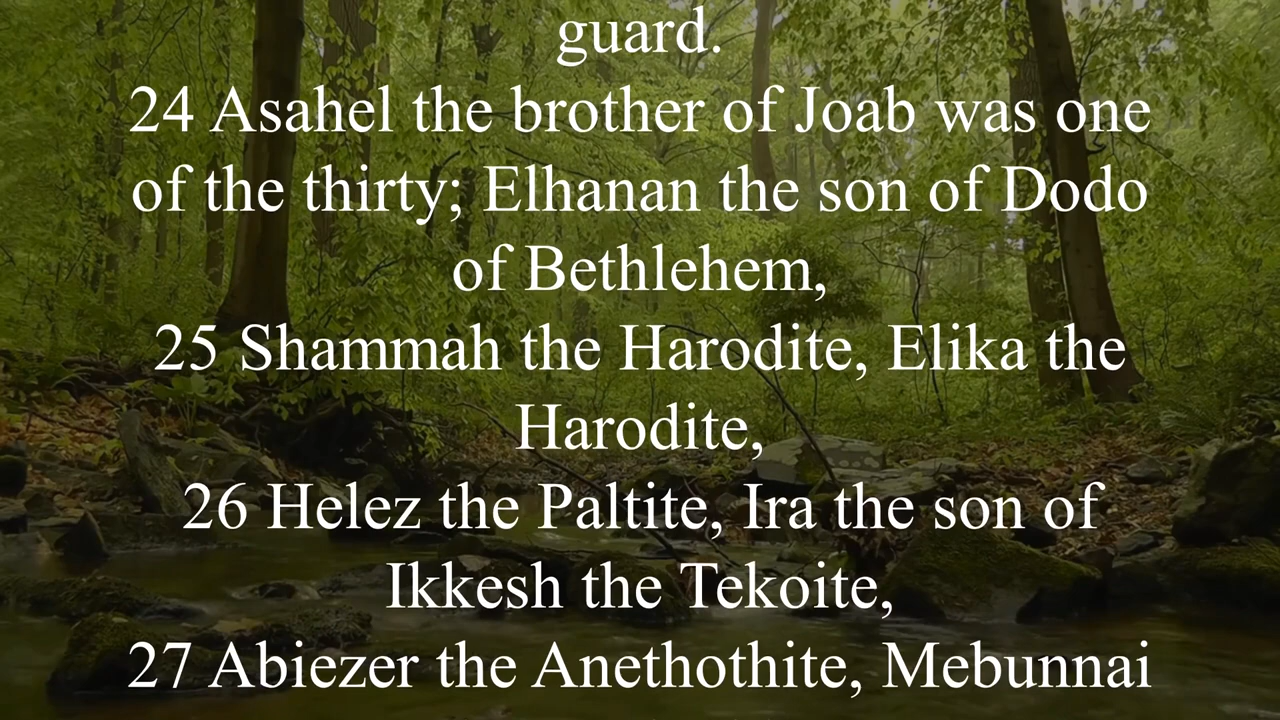 guard.
24 Asahel the brother of Joab was one
of the thirty; Elhanan the son of Dodo
of Bethlehem,
25 Shammah the Harodite, Elika the
Harodite,
26 Helez the Paltite, Ira the son of
Ikkesh the Tekoite,
27 Abiezer the Anethothite, Mebunnai